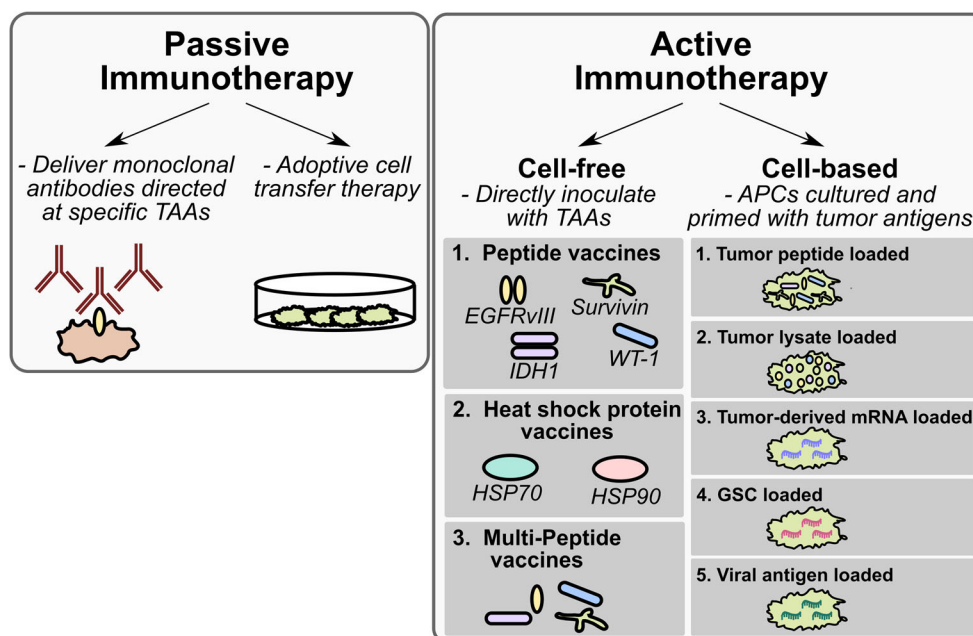 Passive
Immunotherapy
- Deliver monoclonal
antibodies directed
at specific TAAs
- Adoptive cell
transfer therapy
Active
Immunotherapy
Cell-free
- Directly inoculate
with TAAs
1. Peptide vaccines
EGFRvIII
Survivin
IDH1
WT-1
2. Heat shock protein
vaccines
HSP70
HSP90
3. Multi-Peptide
vaccines
Cell-based
- APCs cultured and
primed with tumor antigens
1. Tumor peptide loaded
2. Tumor lysate loaded
3. Tumor-derived mRNA loaded
4. GSC loaded
5. Viral antigen loaded